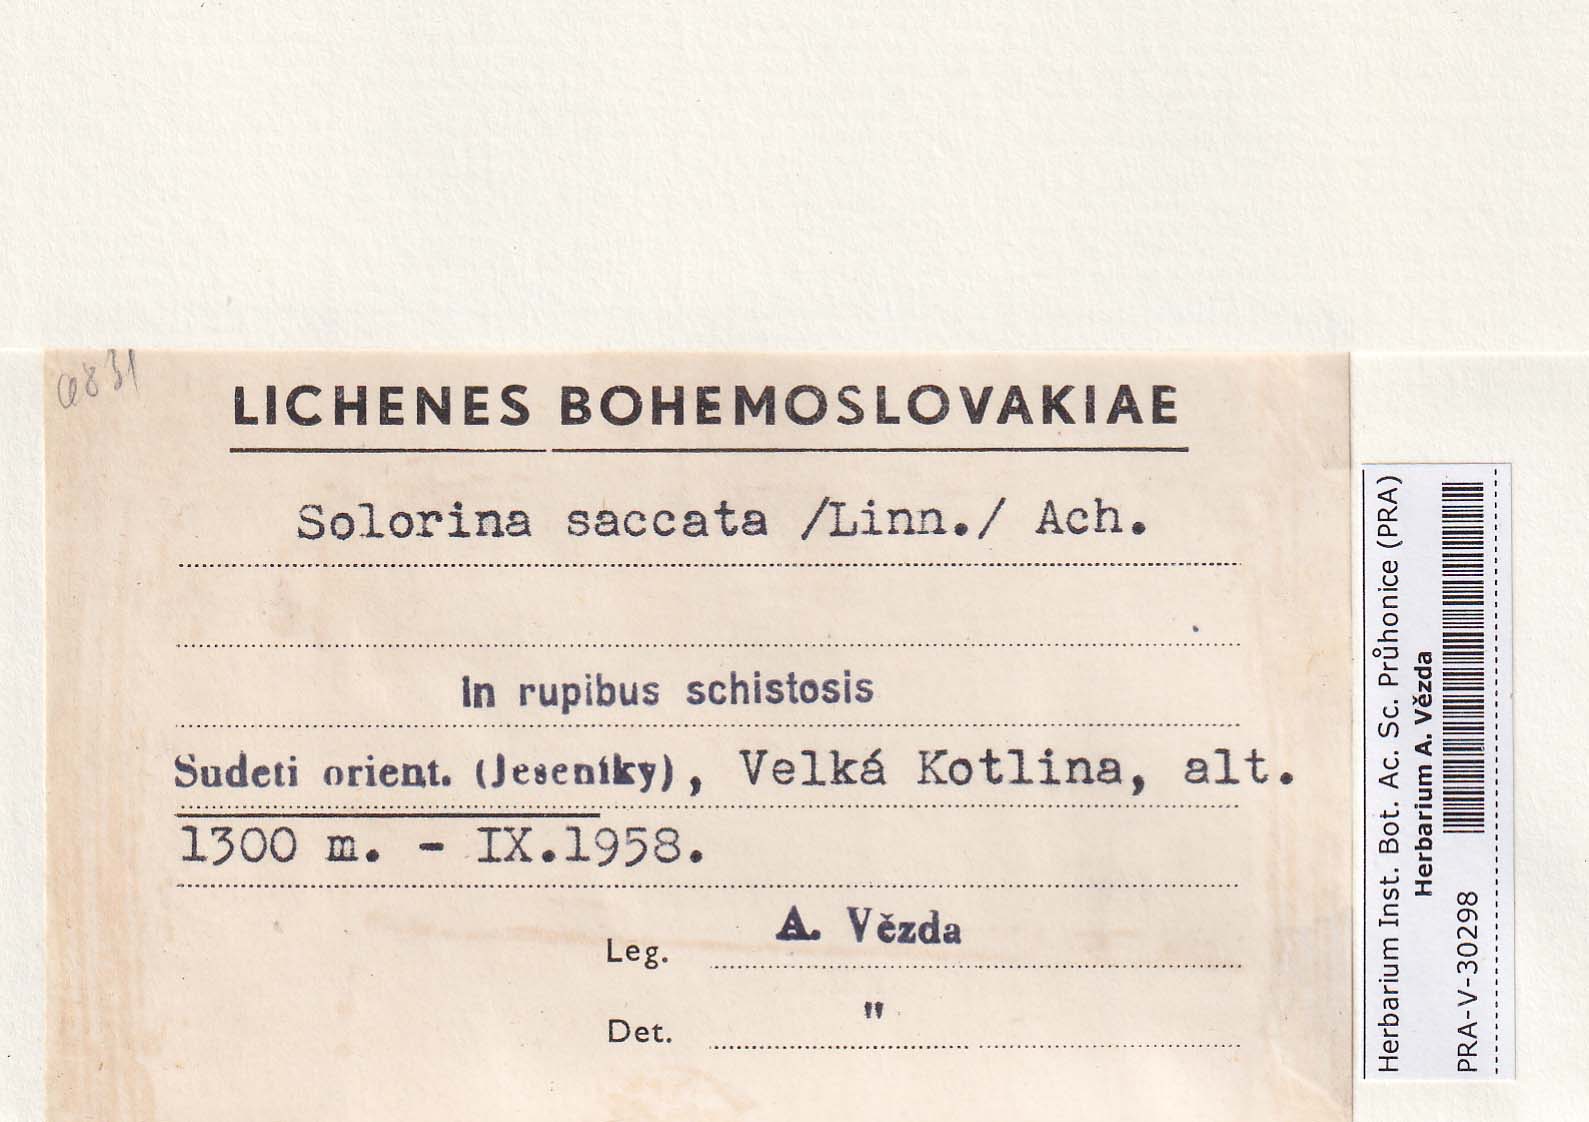 LICHENES BOHEMOSLOVAKIAE
Solorina saccata /Linn./ Ach.
In rupibus schistosis
Sudeti orient. (Jeseníky), Velká Kotlina, alt.
1300 m. - IX.1958.
Leg. A. Vězda
Det. "
Herbarium Inst. Bot. Ac. Sc. Průhonice (PRA)
Herbarium A. Vězda
PRA-V-30298